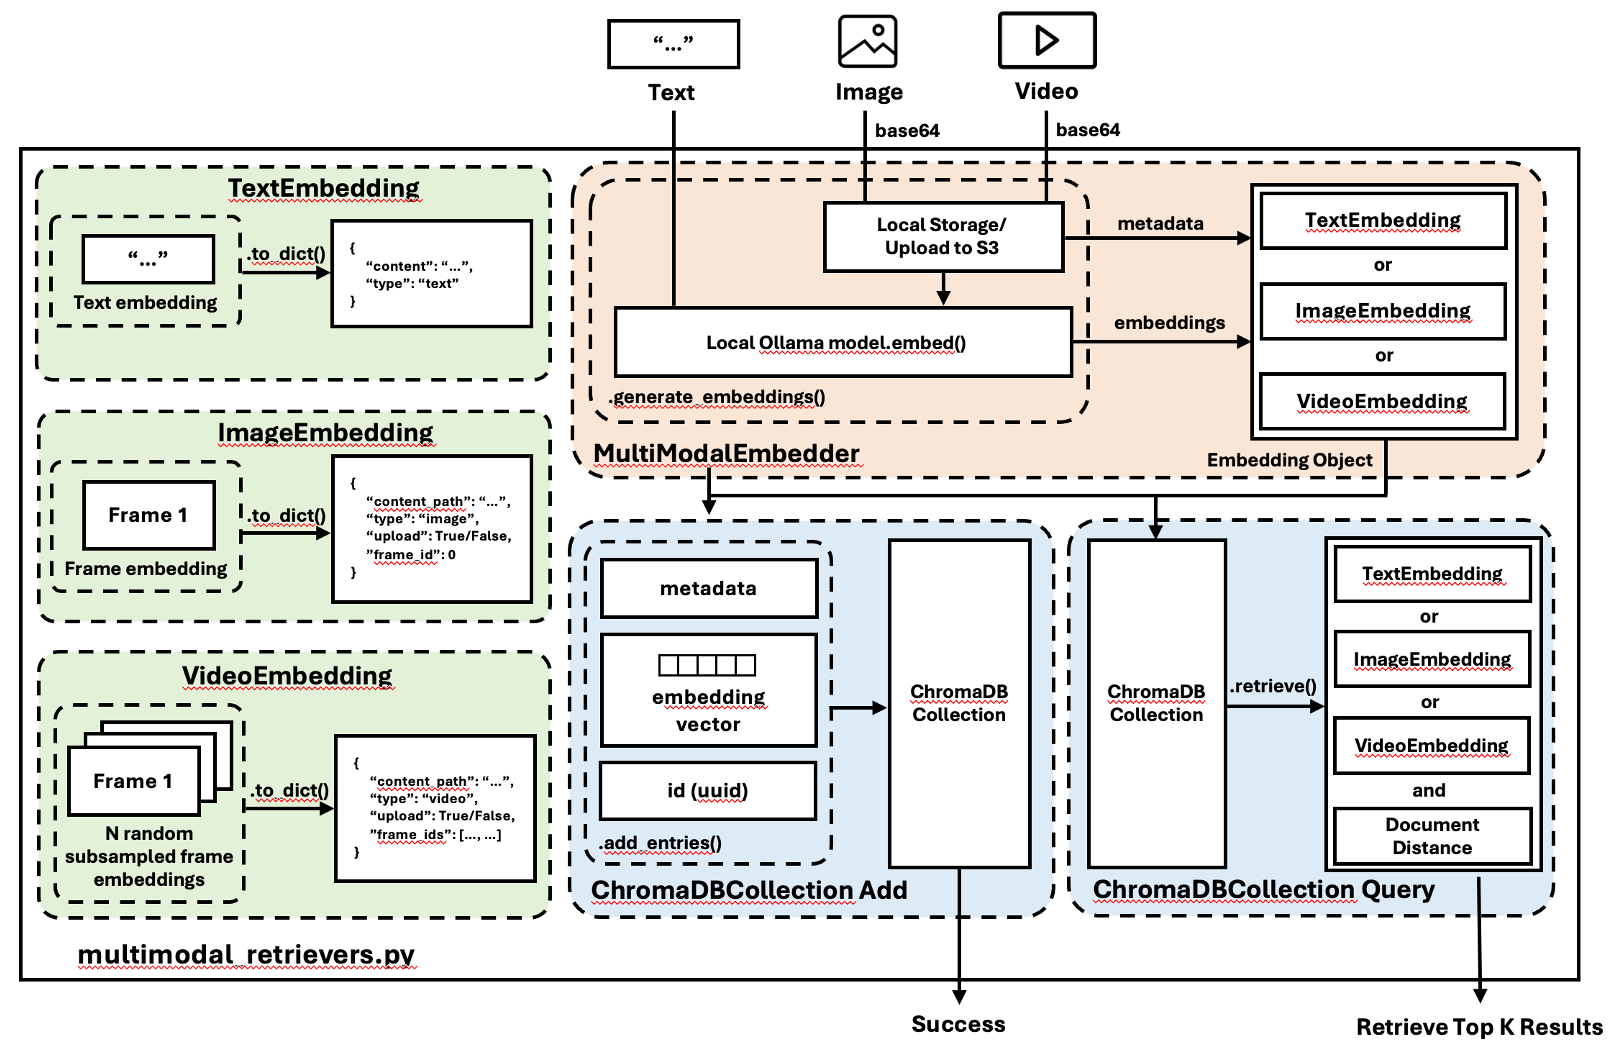 “...”
Text
Image
Video
base64
base64
TextEmbedding
“...”
Text embedding
.to_dict()
{
“content”: “...”,
“type”: “text”
}
ImageEmbedding
Frame 1
Frame embedding
.to_dict()
{
“content_path”: “...”,
“type”: “image”,
“upload”: True/False,
”frame_id”: 0
}
VideoEmbedding
Frame 1
N random
subsampled frame
embeddings
.to_dict()
{
“content_path”: “...”,
“type”: “video”,
“upload”: True/False,
”frame_ids”: [..., ...]
}
multimodal_retrievers.py
Local Storage/
Upload to S3
Local Ollama model.embed()
.generate_embeddings()
MultiModalEmbedder
metadata
embeddings
TextEmbedding
or
ImageEmbedding
or
VideoEmbedding
Embedding Object
metadata
embedding
vector
id (uuid)
.add_entries()
ChromaDB
Collection
ChromaDBCollection Add
Success
ChromaDB
Collection
.retrieve()
TextEmbedding
or
ImageEmbedding
or
VideoEmbedding
and
Document
Distance
ChromaDBCollection Query
Retrieve Top K Results